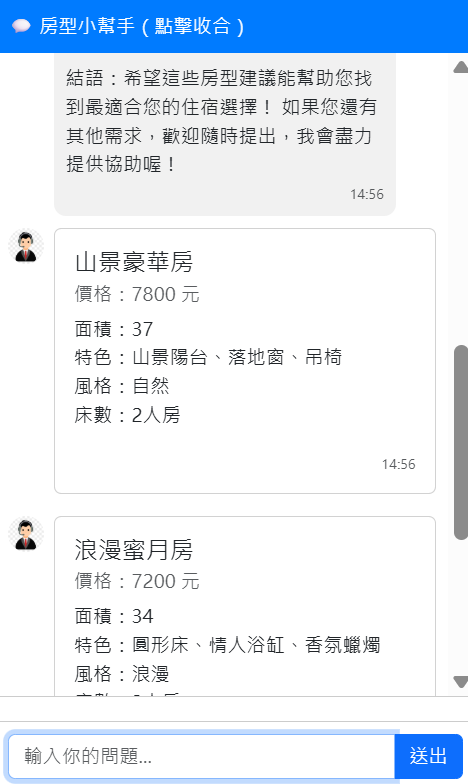 房型小幫手 ( 點擊收合 )
結語：希望這些房型建議能幫助您找
到最適合您的住宿選擇！ 如果您還有
其他需求，歡迎隨時提出，我會盡力
提供協助喔！
14:56
山景豪華房
價格：7800 元
面積：37
特色：山景陽台、落地窗、吊椅
風格：自然
床數：2人房
14:56
浪漫蜜月房
價格：7200 元
面積：34
特色：圓形床、情人浴缸、香氛蠟燭
風格：浪漫
輸入你的問題...
送出